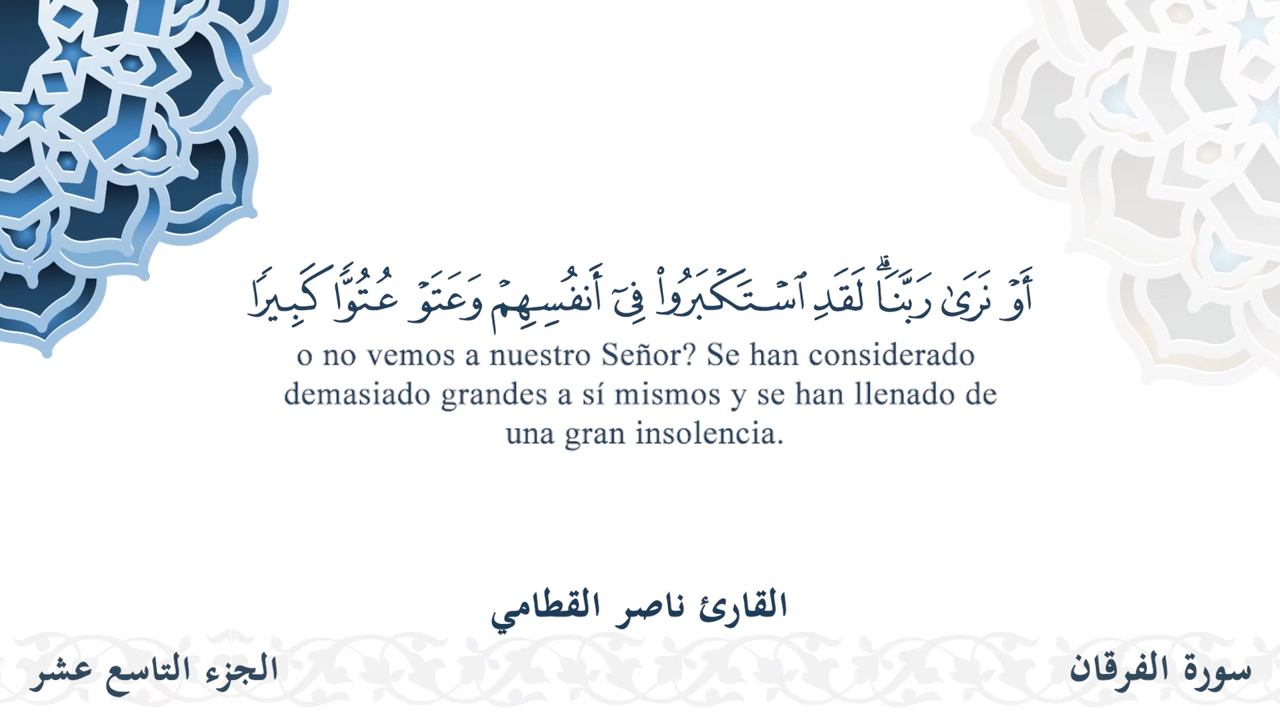 أَوۡ نَرَىٰ رَبَّنَاۗ لَقَدِ ٱسۡتَكۡبَرُواْ فِيٓ أَنفُسِهِمۡ وَعَتَوۡ عُتُوّٗا كَبِيرٗا
o no vemos a nuestro Señor? Se han considerado
demasiado grandes a sí mismos y se han llenado de
una gran insolencia.
القارئ ناصر القطامي
سورة الفرقان
الجزء التاسع عشر